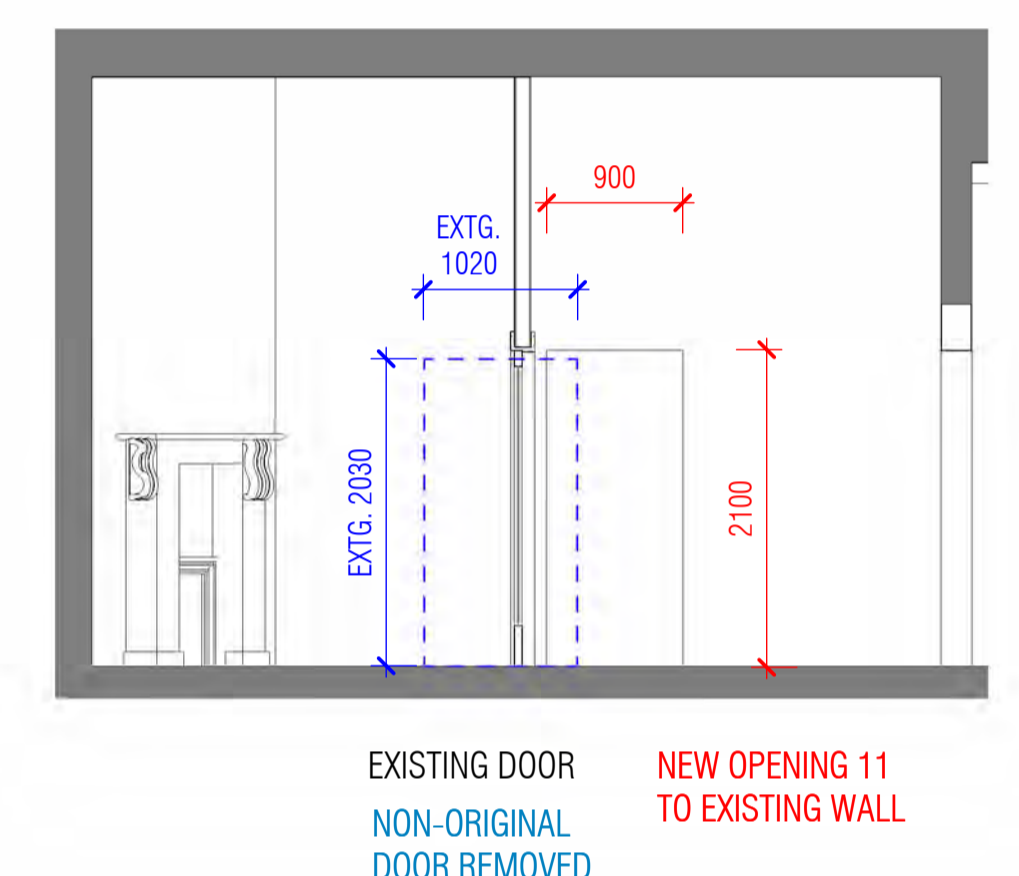 900
EXTG.
1020
EXTG. 2030
2100
EXISTING DOOR
NON-ORIGINAL
DOOR REMOVED
NEW OPENING 11
TO EXISTING WALL